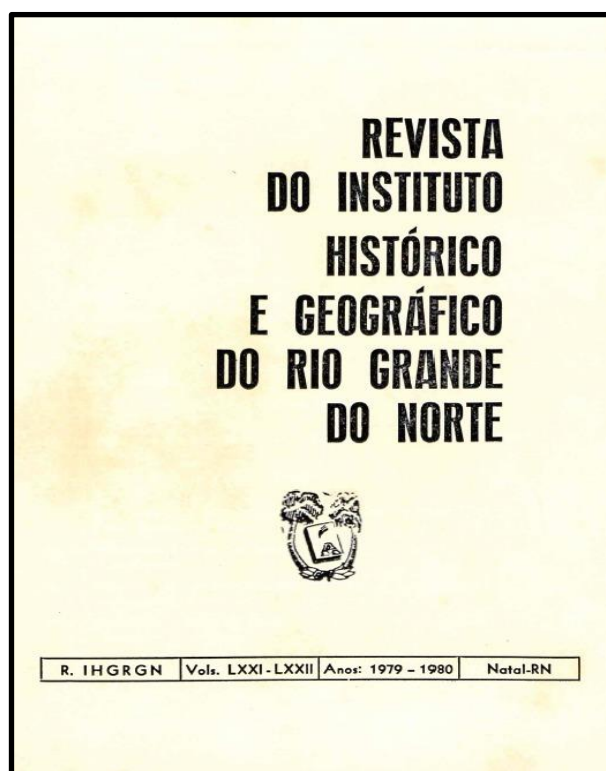 REVISTA
DO INSTITUTO
HISTÓRICO
E GEOGRÁFICO
DO RIO GRANDE
DO NORTE
R. IHGRGN Vols. LXXI-LXXII Anos: 1979 - 1980 Natal-RN